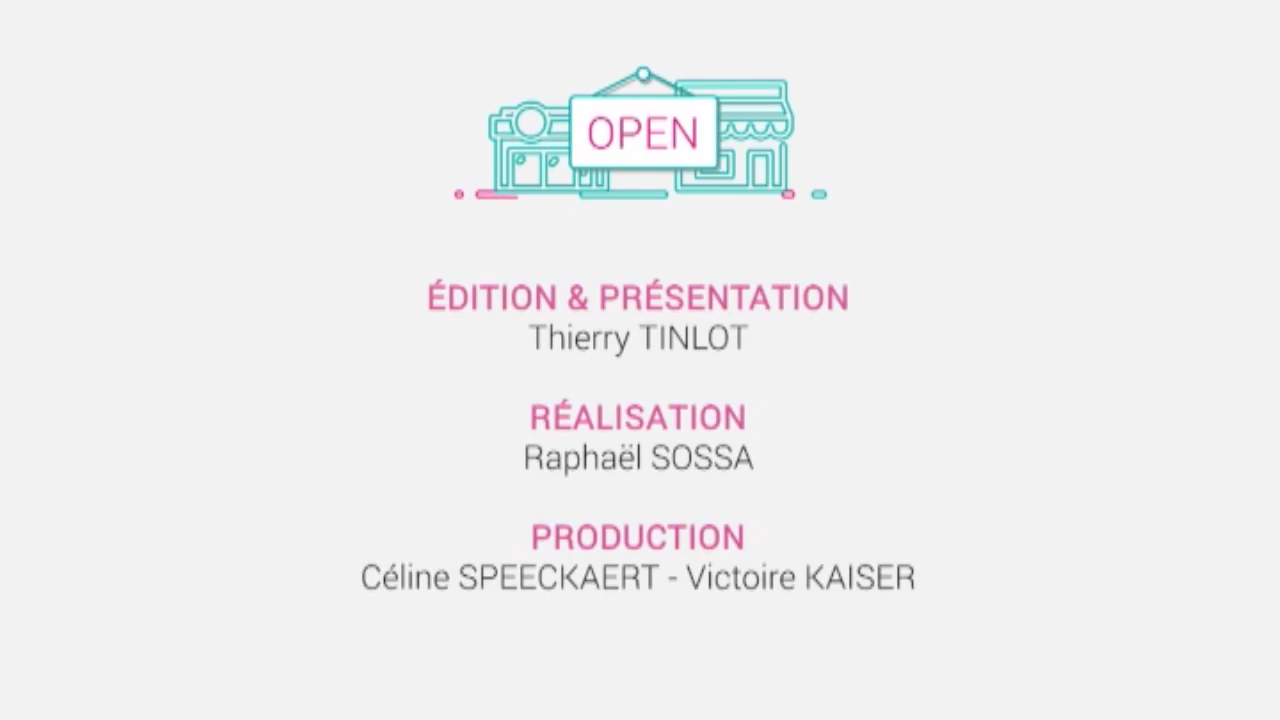 OPEN
ÉDITION & PRÉSENTATION
Thierry TINLOT
RÉALISATION
Raphaël SOSSA
PRODUCTION
Céline SPEECKAERT - Victoire KAISER